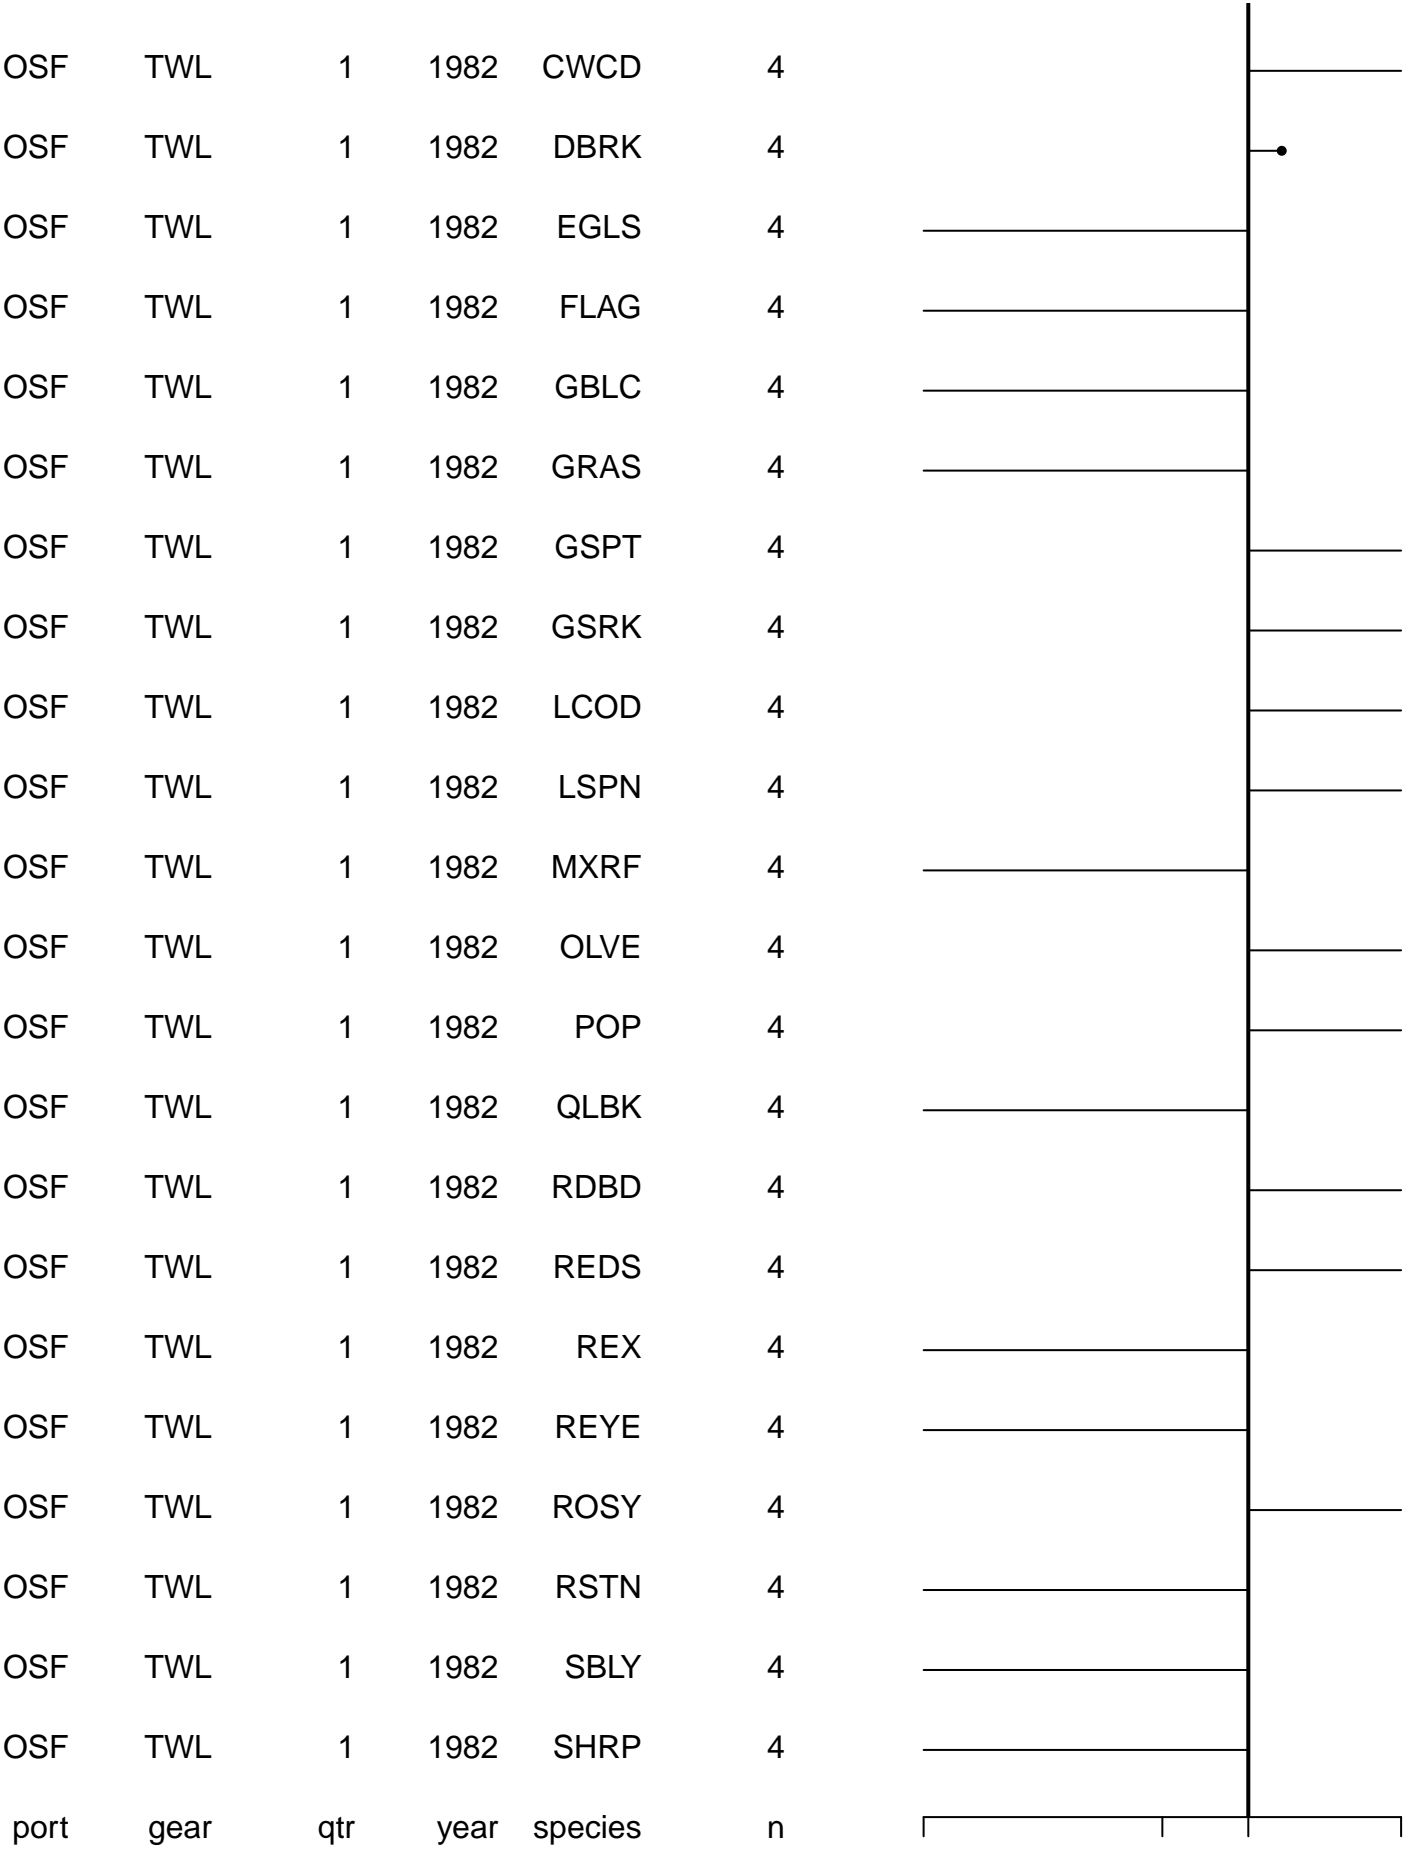 OSF TWL 1 1982 CWCD 4
OSF TWL 1 1982 DBRK 4
OSF TWL 1 1982 EGLS 4
OSF TWL 1 1982 FLAG 4
OSF TWL 1 1982 GBLC 4
OSF TWL 1 1982 GRAS 4
OSF TWL 1 1982 GSPT 4
OSF TWL 1 1982 GSRK 4
OSF TWL 1 1982 LCOD 4
OSF TWL 1 1982 LSPN 4
OSF TWL 1 1982 MXRF 4
OSF TWL 1 1982 OLVE 4
OSF TWL 1 1982 POP 4
OSF TWL 1 1982 QLBK 4
OSF TWL 1 1982 RDBD 4
OSF TWL 1 1982 REDS 4
OSF TWL 1 1982 REX 4
OSF TWL 1 1982 REYE 4
OSF TWL 1 1982 ROSY 4
OSF TWL 1 1982 RSTN 4
OSF TWL 1 1982 SBLY 4
OSF TWL 1 1982 SHRP 4
port gear qtr year species n